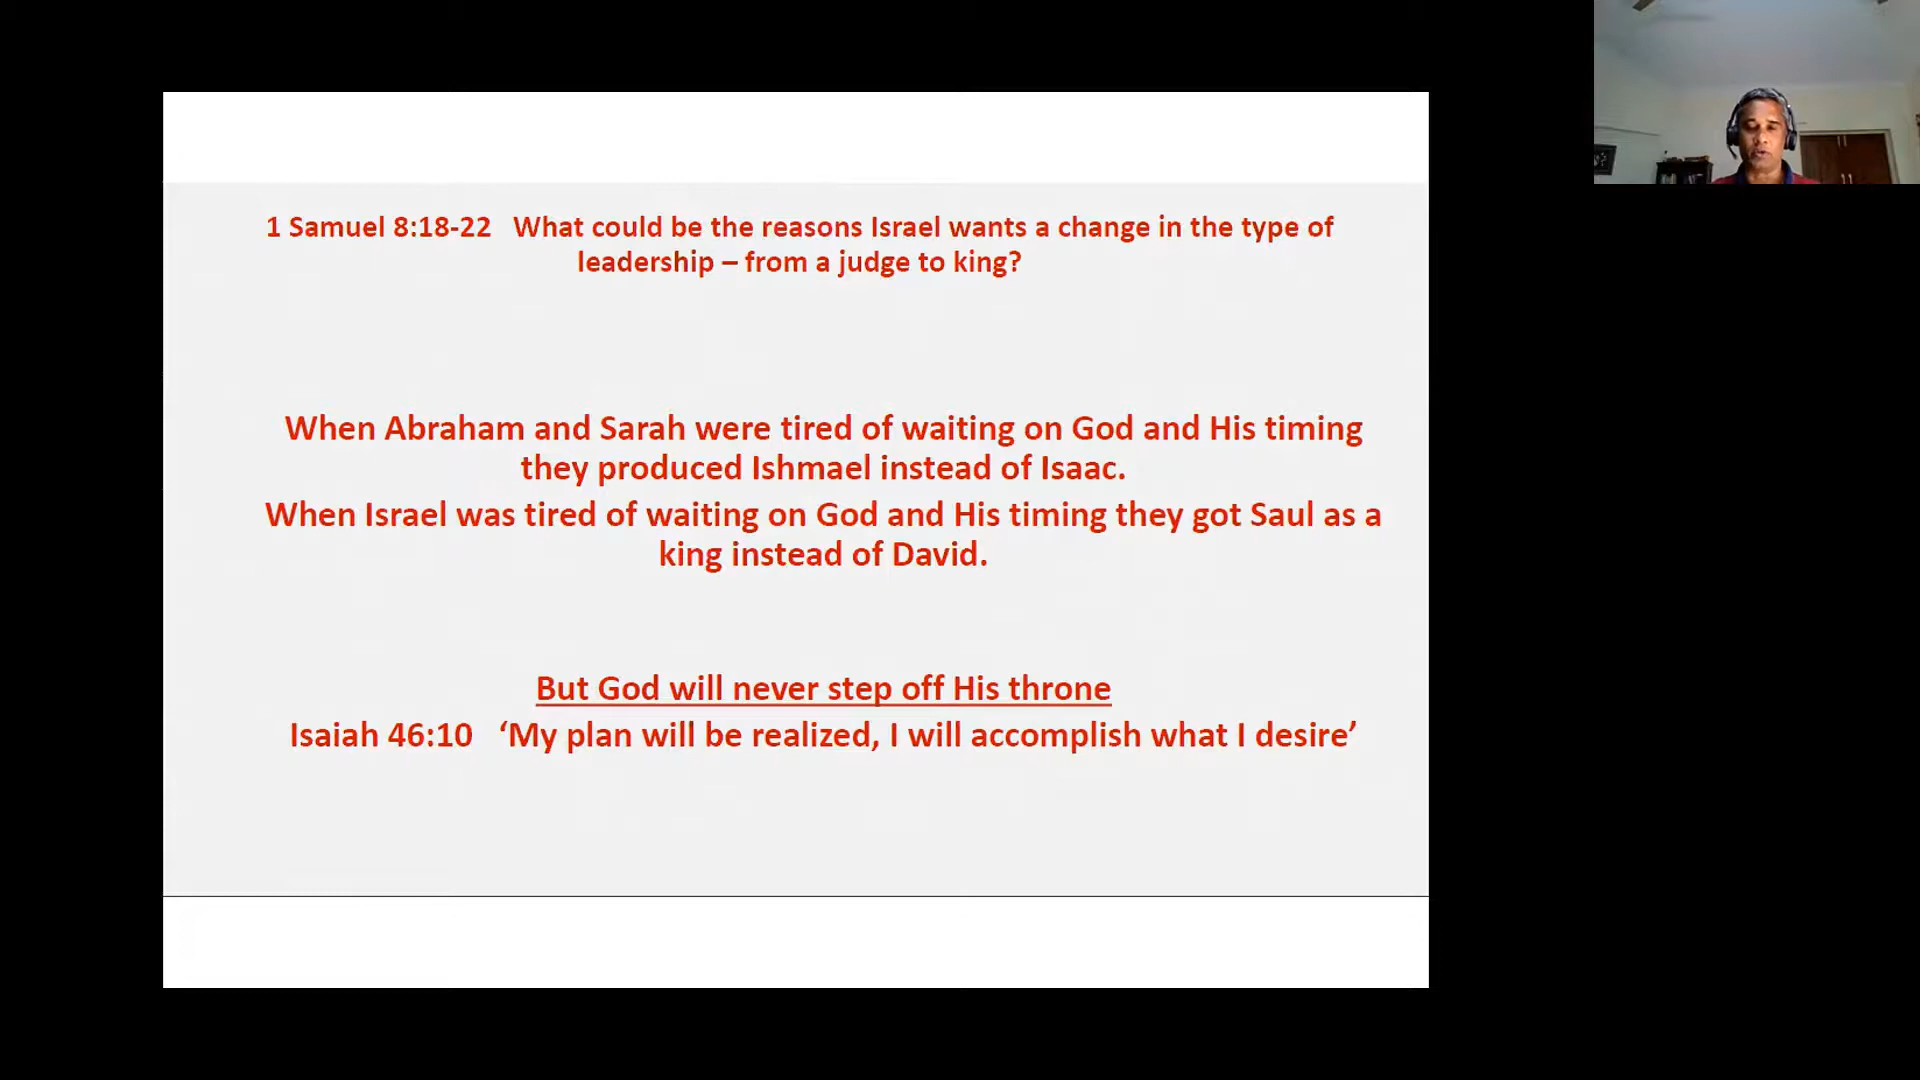 1 Samuel 8:18-22   What could be the reasons Israel wants a change in the type of
leadership – from a judge to king?
When Abraham and Sarah were tired of waiting on God and His timing
they produced Ishmael instead of Isaac.
When Israel was tired of waiting on God and His timing they got Saul as a
king instead of David.
But God will never step off His throne
Isaiah 46:10   ‘My plan will be realized, I will accomplish what I desire’